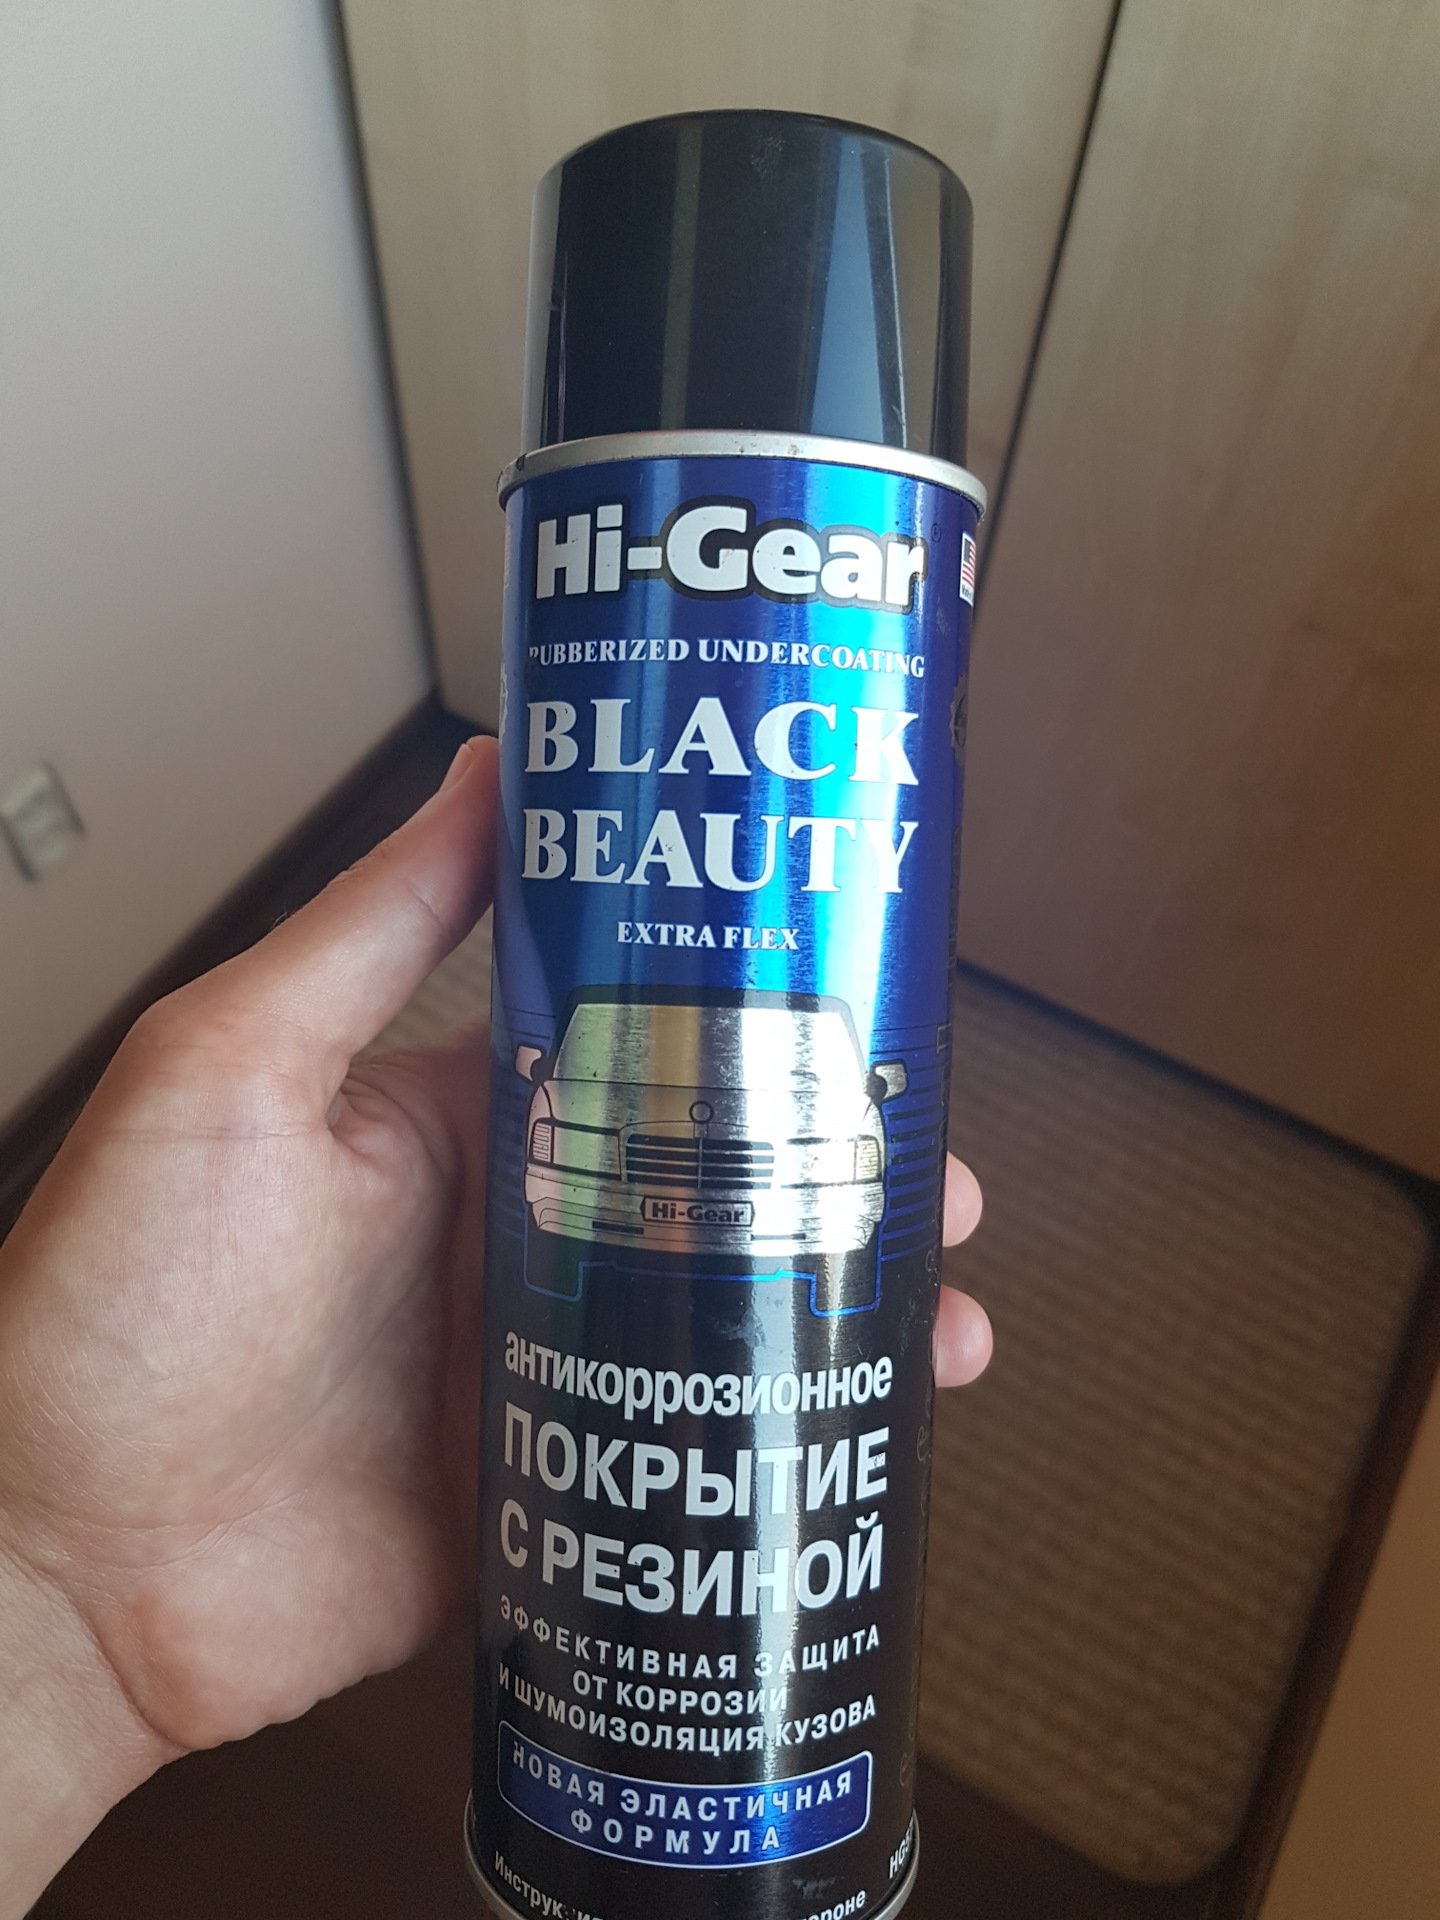 Hi-Gear
RUBBERIZED UNDERCOATING
BLACK
BEAUTY
EXTRA FLEX
Hi-Gear
антикоррозионное
ПОКРЫТИЕ
С РЕЗИНОЙ
ЭФФЕКТИВНАЯ ЗАЩИТА
ОТ КОРРОЗИИ
И ШУМОИЗОЛЯЦИЯ КУЗОВА
НОВАЯ ЭЛАСТИЧНАЯ
ФОРМУЛА